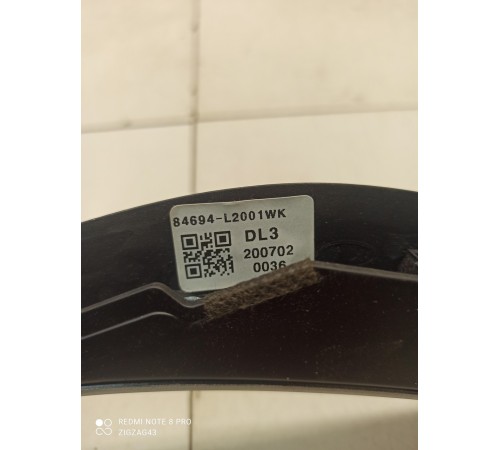 84694-L2001WK
DL3
200702
0036
REDMI NOTE 8 PRO
ZIGZAG43